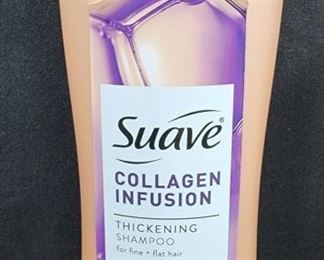 Suave
COLLAGEN
INFUSION
THICKENING
SHAMPOO
for fine + flat hair